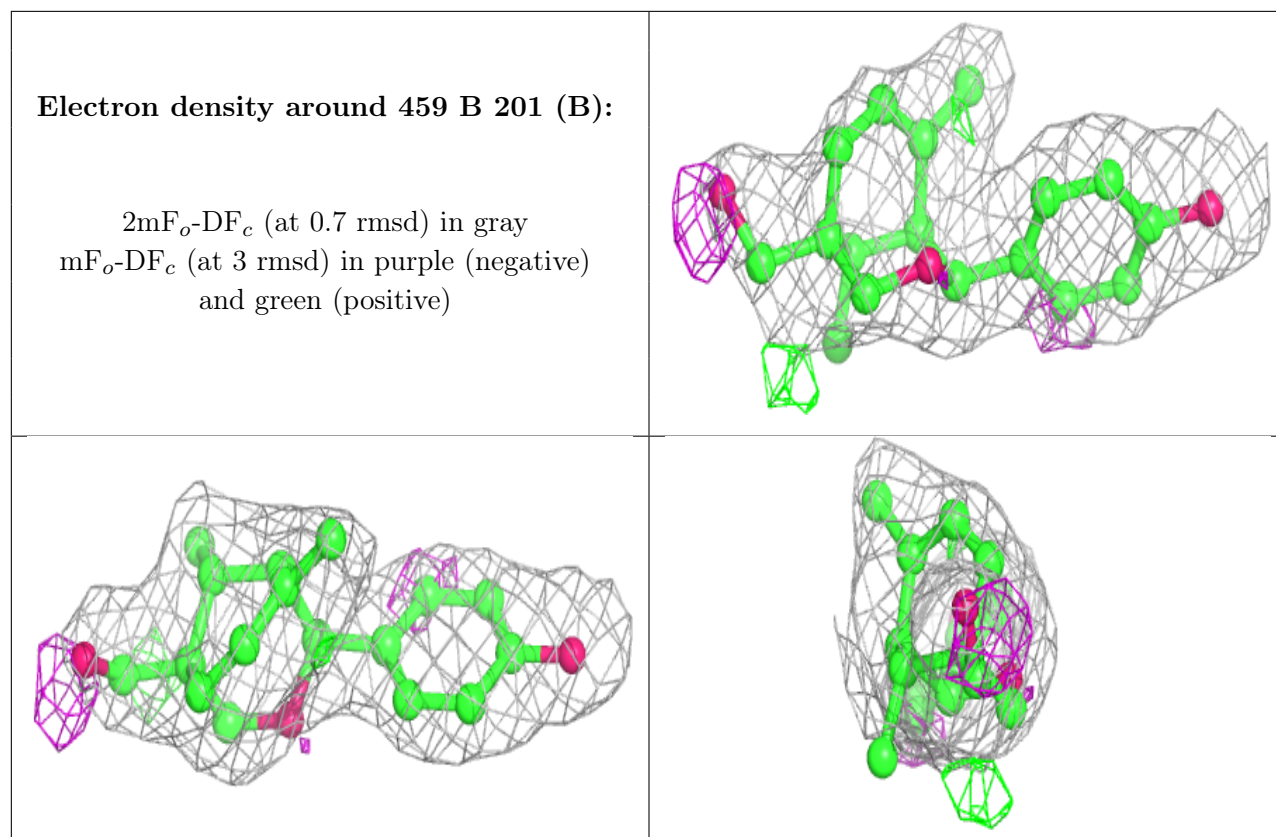 Electron density around 459 B 201 (B):
2mFₒ-DF𝒸 (at 0.7 rmsd) in gray
mFₒ-DF𝒸 (at 3 rmsd) in purple (negative)
and green (positive)